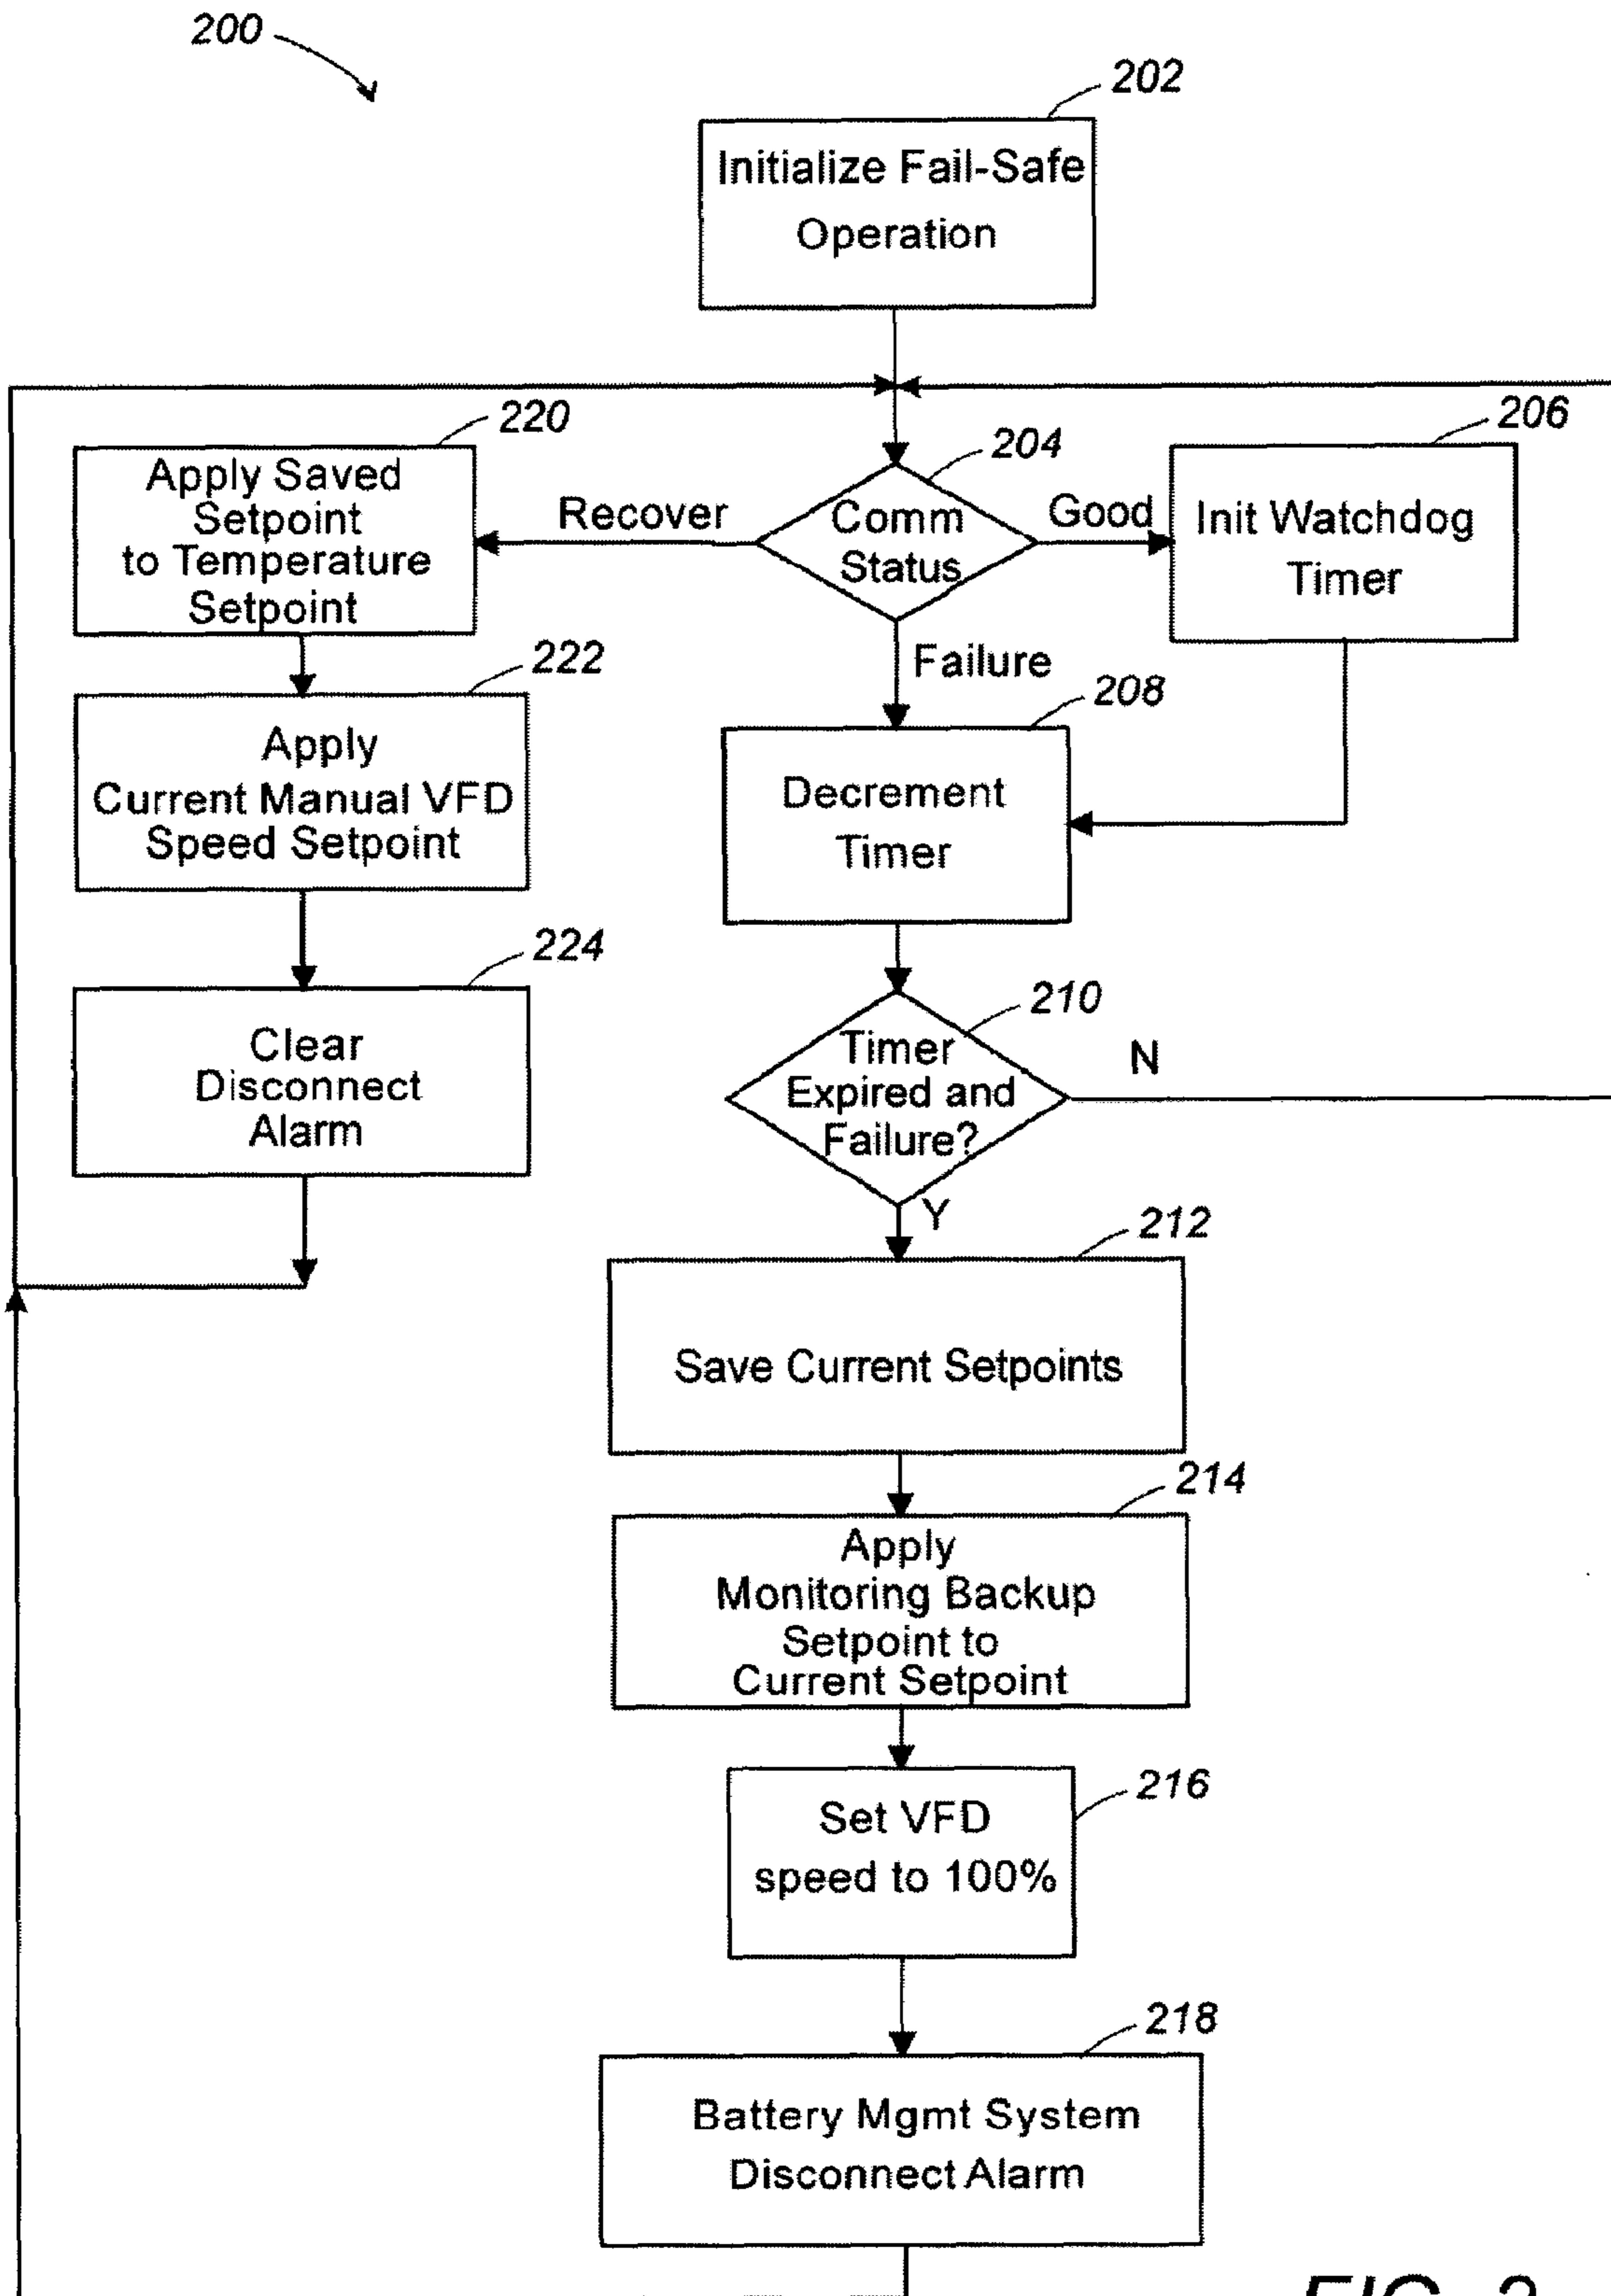 200
202
Initialize Fail-Safe
Operation
220
Apply Saved
Setpoint
to Temperature
Setpoint
Recover
204
Comm
Status
Good
206
Init Watchdog
Timer
Failure
222
Apply
Current Manual VFD
Speed Setpoint
208
Decrement
Timer
224
Clear
Disconnect
Alarm
210
Timer
Expired and
Failure?
N
Y
212
Save Current Setpoints
214
Apply
Monitoring Backup
Setpoint to
Current Setpoint
216
Set VFD
speed to 100%
218
Battery Mgmt System
Disconnect Alarm